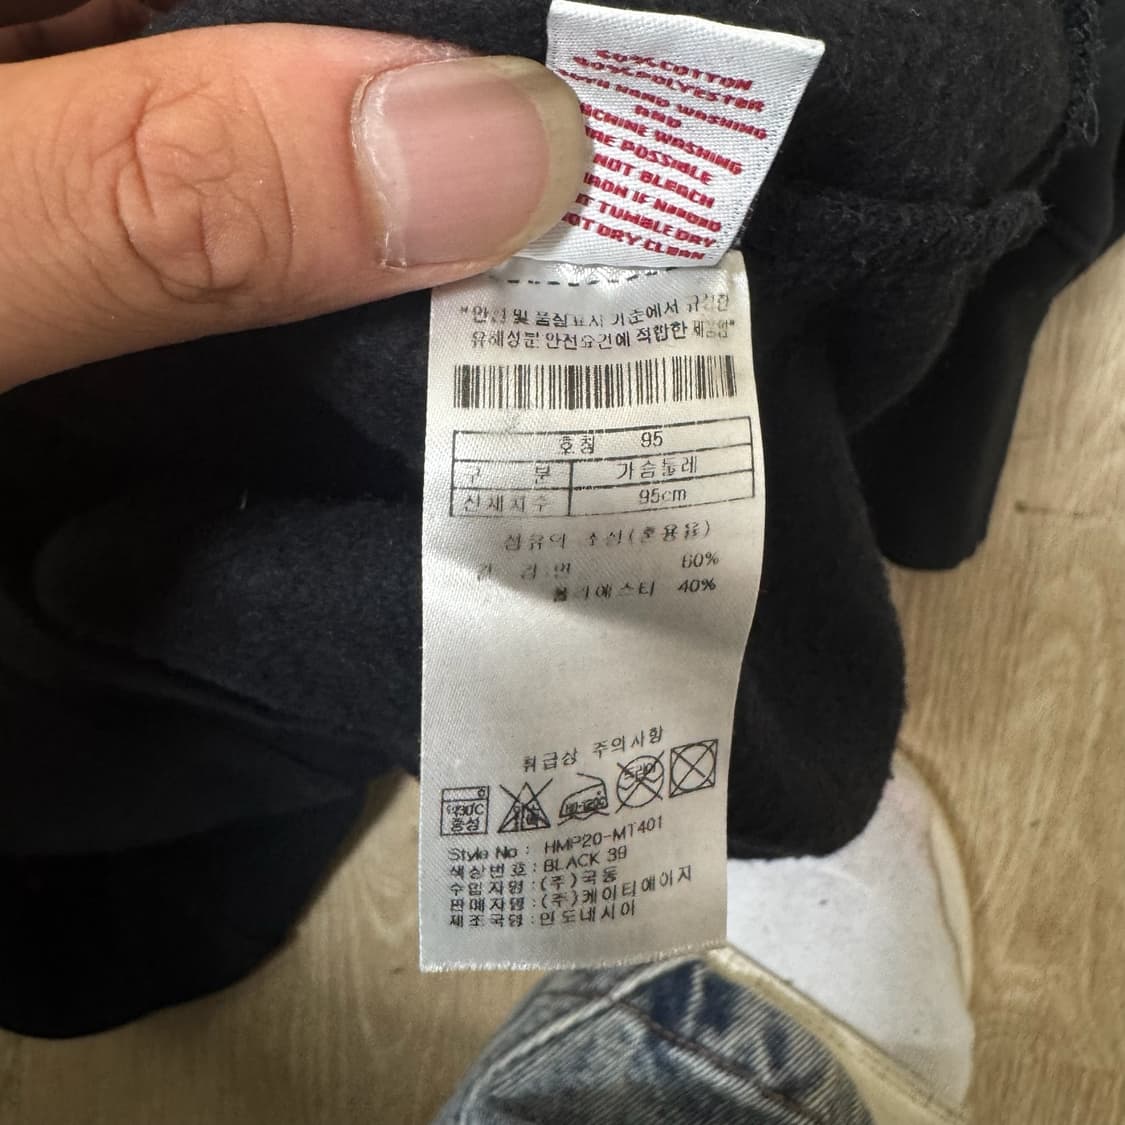 60%COTTON
40%POLYESTER
HAND WASHING
AND
MACHINE WASHING
ARE POSSIBLE
NOT BLEACH
IRON IF NEEDED
TUMBLE DRY
NOT DRY CLEAN
"안전 및 품질표시 기준에서 규정한
유해성분 안전요건에 적합한 제품임"
호칭 95
구 분 가슴둘레
신체치수 95cm
섬유의 조성(혼용율)
겉 감:면 60%
폴리에스터 40%
취급상 주의사항
약30℃
중성
드라이
Style No : HMP20-MT401
색상번호 : BLACK 39
수입자명 : (주)국동
판매자명 : (주)케이티에이지
제조국명 : 인도네시아